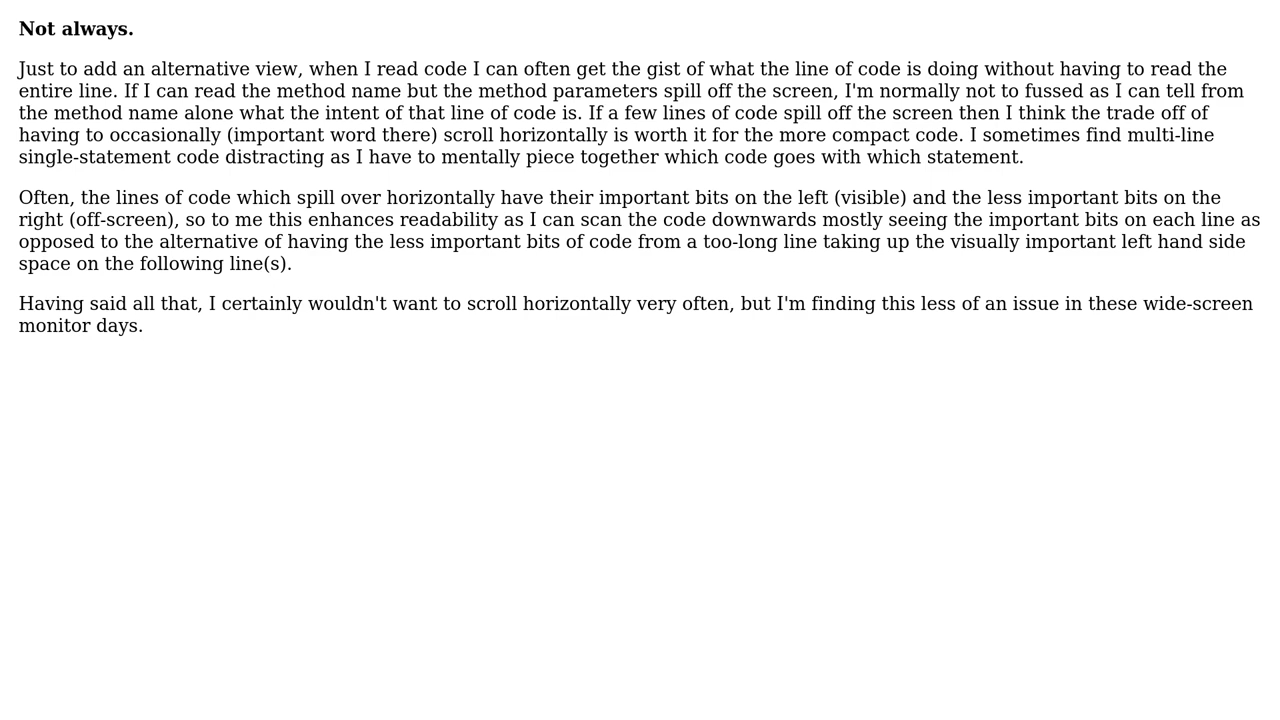 Not always.
Just to add an alternative view, when I read code I can often get the gist of what the line of code is doing without having to read the
entire line. If I can read the method name but the method parameters spill off the screen, I'm normally not to fussed as I can tell from
the method name alone what the intent of that line of code is. If a few lines of code spill off the screen then I think the trade off of
having to occasionally (important word there) scroll horizontally is worth it for the more compact code. I sometimes find multi-line
single-statement code distracting as I have to mentally piece together which code goes with which statement.
Often, the lines of code which spill over horizontally have their important bits on the left (visible) and the less important bits on the
right (off-screen), so to me this enhances readability as I can scan the code downwards mostly seeing the important bits on each line as
opposed to the alternative of having the less important bits of code from a too-long line taking up the visually important left hand side
space on the following line(s).
Having said all that, I certainly wouldn't want to scroll horizontally very often, but I'm finding this less of an issue in these wide-screen
monitor days.